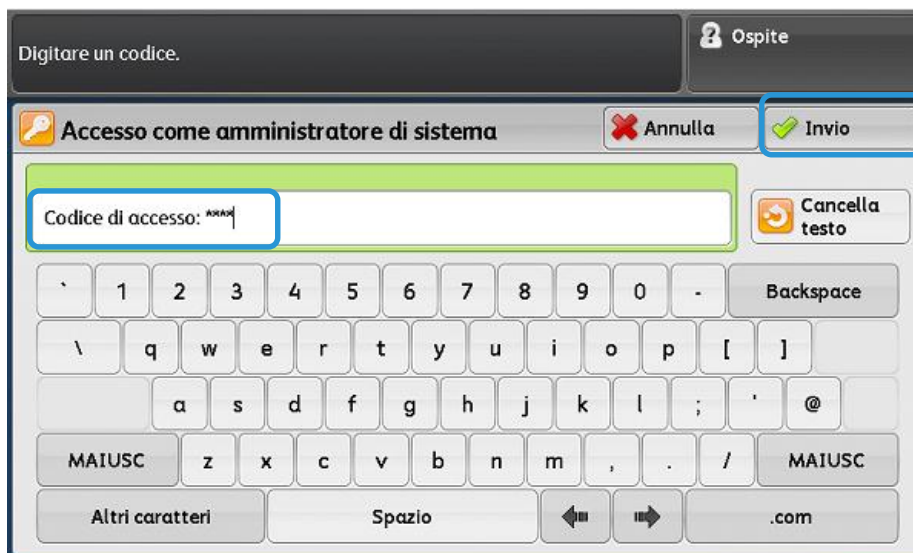 Digitare un codice.
Ospite
Accesso come amministratore di sistema
Annulla
Invio
Codice di accesso: ****
Cancella
testo
` 1 2 3 4 5 6 7 8 9 0 - Backspace
\ q w e r t y u i o p [ ]
a s d f g h j k l ; ' @
MAIUSC z x c v b n m , . / MAIUSC
Altri caratteri Spazio .com